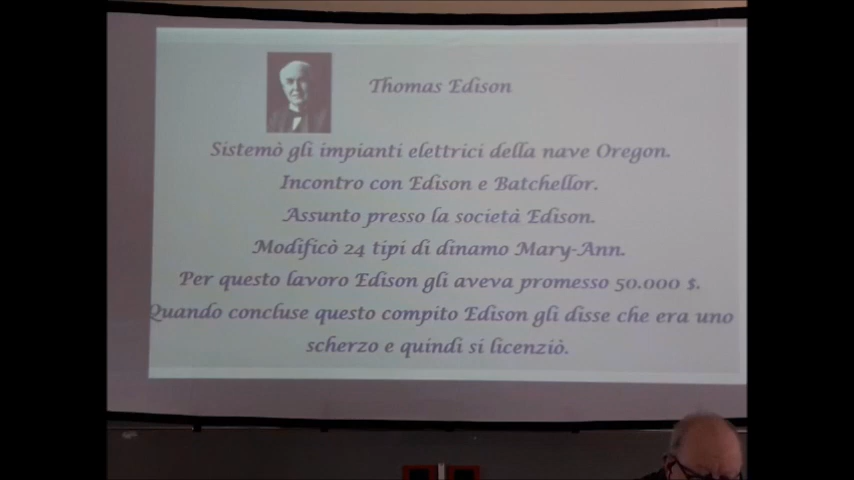 Thomas Edison
Sistemò gli impianti elettrici della nave Oregon.
Incontro con Edison e Batchellor.
Assunto presso la società Edison.
Modificò 24 tipi di dinamo Mary-Ann.
Per questo lavoro Edison gli aveva promesso 50.000 $.
Quando concluse questo compito Edison gli disse che era uno
scherzo e quindi si licenziò.